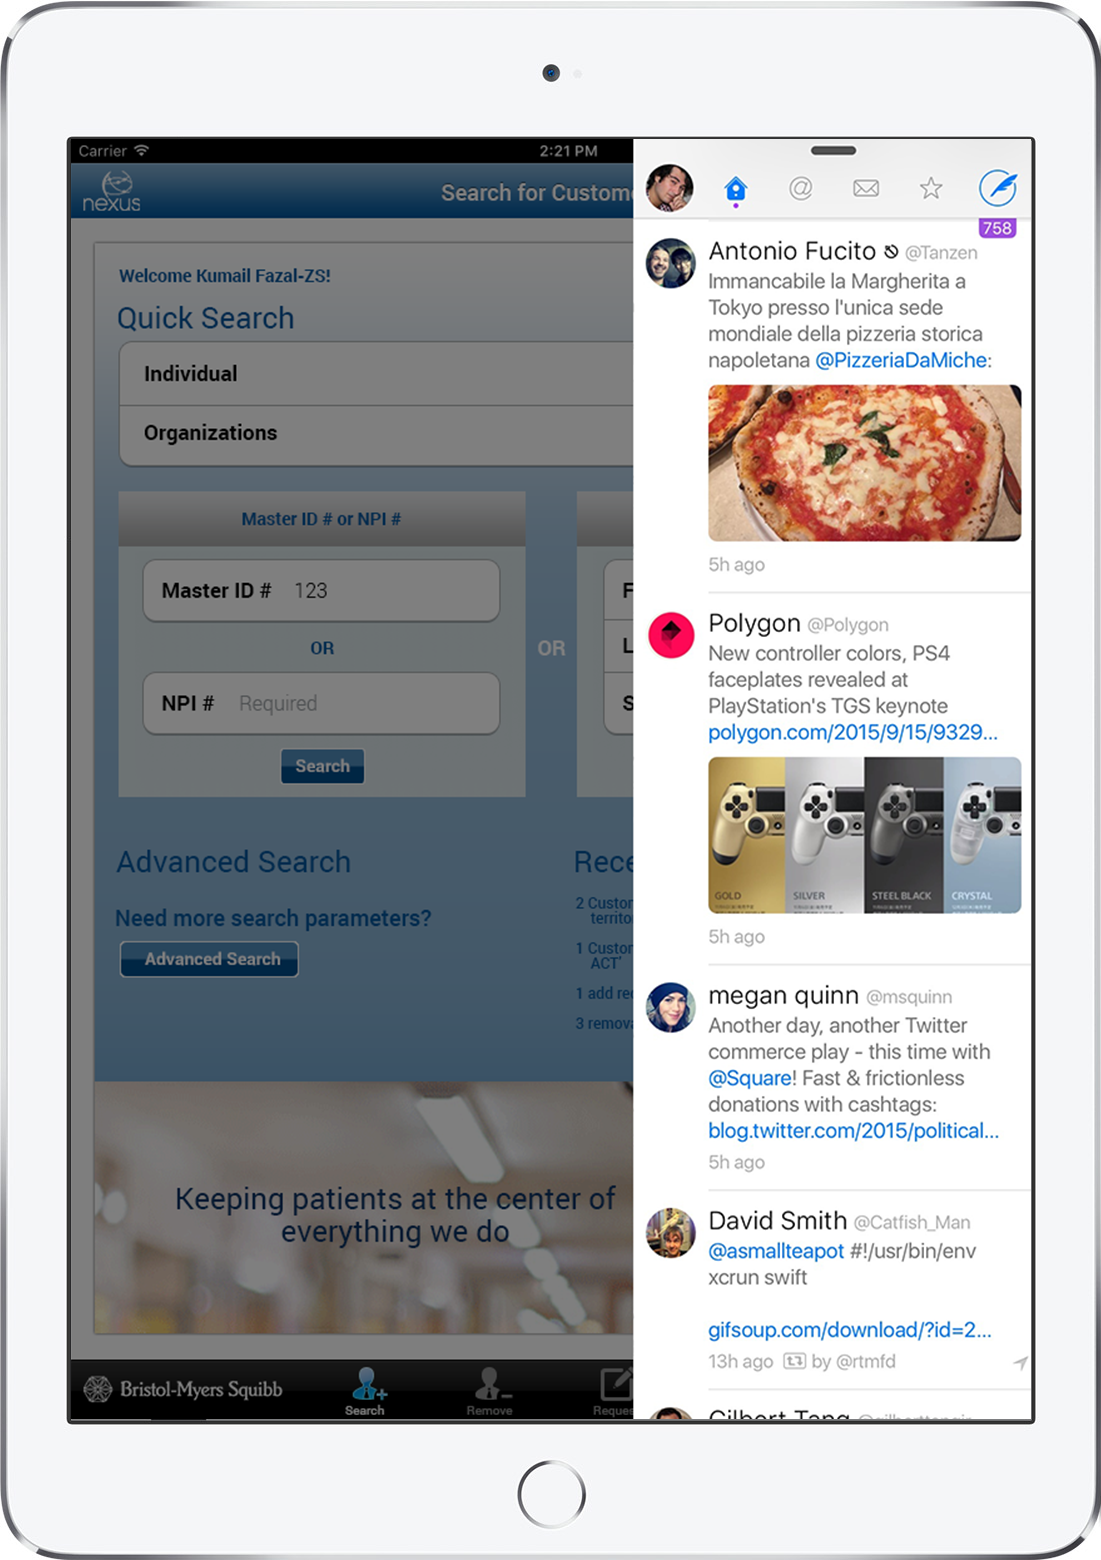 Carrier
2:21 PM
nexus
Search for Custome
Welcome Kumail Fazal-ZS!
Quick Search
Individual
Organizations
Master ID # or NPI #
Master ID # 123
OR
NPI # Required
Search
OR
F
L
S
Advanced Search
Need more search parameters?
Advanced Search
Rece
2 Custon
territo
1 Custon
ACT'
1 add rec
3 remova
Keeping patients at the center of
everything we do
Bristol-Myers Squibb
Search
Remove
Reques
@
758
Antonio Fucito @Tanzen
Immancabile la Margherita a
Tokyo presso l'unica sede
mondiale della pizzeria storica
napoletana @PizzeriaDaMiche:
5h ago
Polygon @Polygon
New controller colors, PS4
faceplates revealed at
PlayStation's TGS keynote
polygon.com/2015/9/15/9329...
GOLD
SILVER
STEEL BLACK
CRYSTAL
5h ago
megan quinn @msquinn
Another day, another Twitter
commerce play - this time with
@Square! Fast & frictionless
donations with cashtags:
blog.twitter.com/2015/political...
5h ago
David Smith @Catfish_Man
@asmallteapot #!/usr/bin/env
xcrun swift
gifsoup.com/download/?id=2...
13h ago by @rtmfd
Gilbert Tang